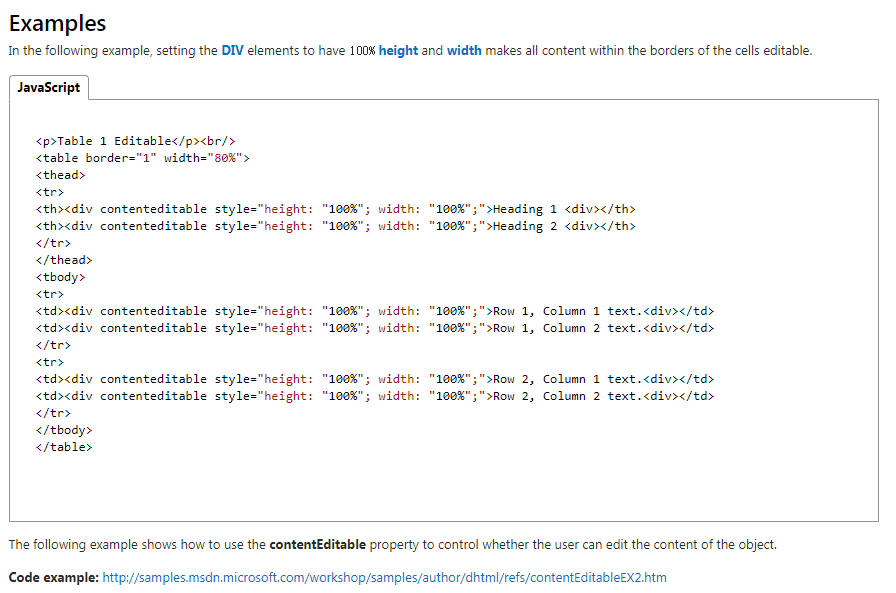 Examples
In the following example, setting the DIV elements to have 100% height and width makes all content within the borders of the cells editable.
JavaScript
<p>Table 1 Editable</p><br/>
<table border="1" width="80%">
<thead>
<tr>
<th><div contenteditable style="height: "100%"; width: "100%";">Heading 1 <div></th>
<th><div contenteditable style="height: "100%"; width: "100%";">Heading 2 <div></th>
</tr>
</thead>
<tbody>
<tr>
<td><div contenteditable style="height: "100%"; width: "100%";">Row 1, Column 1 text.<div></td>
<td><div contenteditable style="height: "100%"; width: "100%";">Row 1, Column 2 text.<div></td>
</tr>
<tr>
<td><div contenteditable style="height: "100%"; width: "100%";">Row 2, Column 1 text.<div></td>
<td><div contenteditable style="height: "100%"; width: "100%";">Row 2, Column 2 text.<div></td>
</tr>
</tbody>
</table>
The following example shows how to use the contentEditable property to control whether the user can edit the content of the object.
Code example: http://samples.msdn.microsoft.com/workshop/samples/author/dhtml/refs/contentEditableEX2.htm